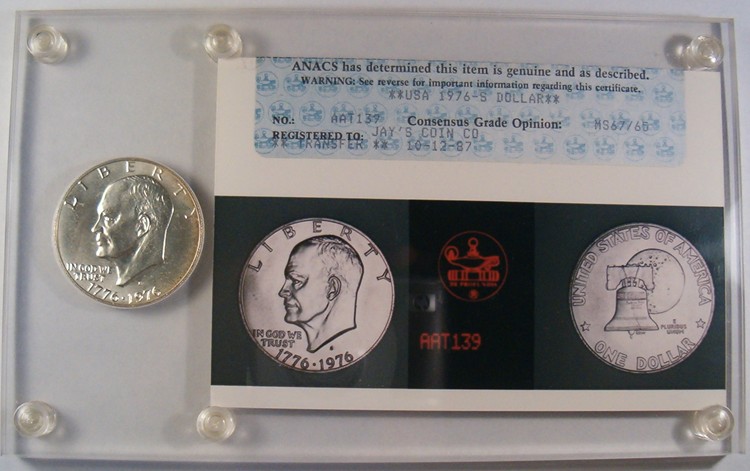 ANACS has determined this item is genuine and as described.
WARNING: See reverse for important information regarding this certificate.
**USA 1976-S DOLLAR**
NO.: AAT139 Consensus Grade Opinion: MS67/65
REGISTERED TO: JAY'S COIN CO
** TRANSFER ** 10-12-87
LIBERTY
IN GOD WE
TRUST
1776·1976
LIBERTY
IN GOD WE
TRUST
1776·1976
AAT139
UNITED STATES OF AMERICA
E
PLURIBUS
UNUM
ONE DOLLAR